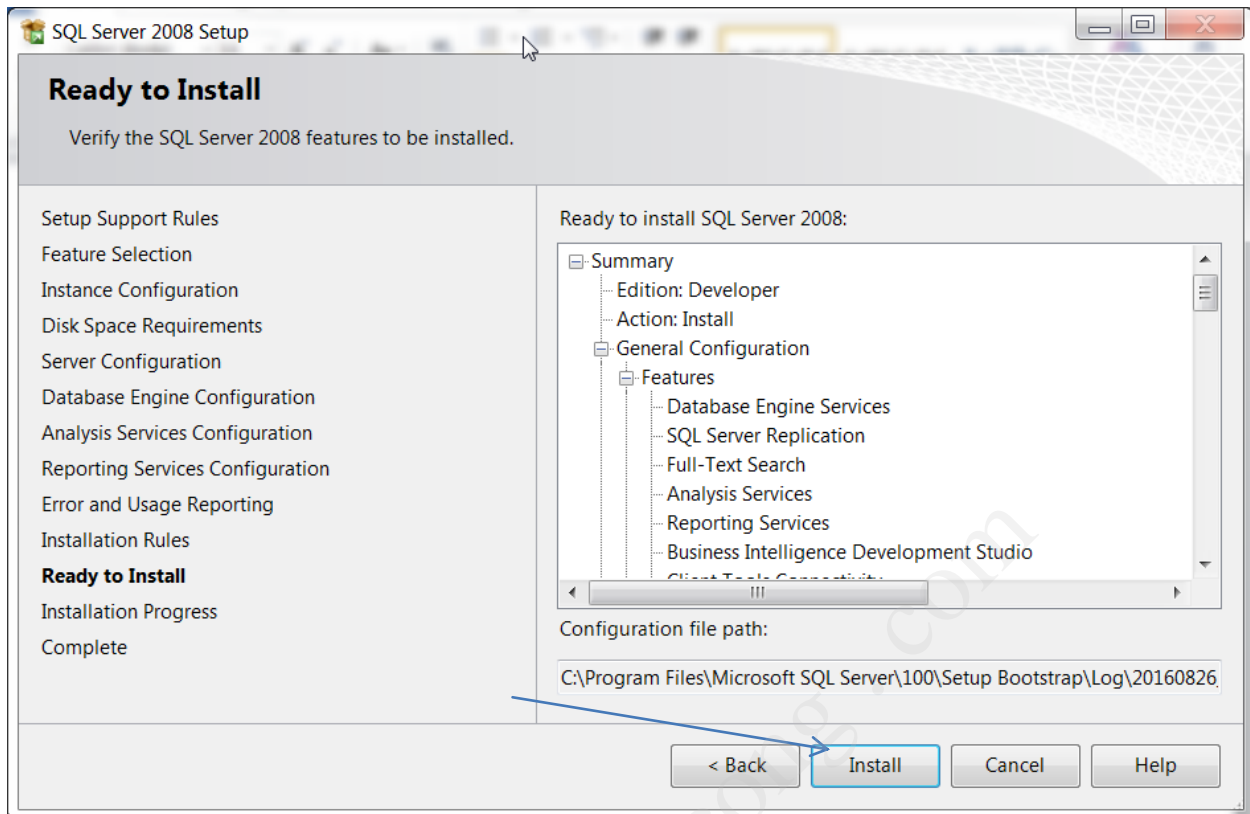 SQL Server 2008 Setup
Ready to Install
Verify the SQL Server 2008 features to be installed.
Setup Support Rules
Feature Selection
Instance Configuration
Disk Space Requirements
Server Configuration
Database Engine Configuration
Analysis Services Configuration
Reporting Services Configuration
Error and Usage Reporting
Installation Rules
Ready to Install
Installation Progress
Complete
Ready to install SQL Server 2008:
Summary
Edition: Developer
Action: Install
General Configuration
Features
Database Engine Services
SQL Server Replication
Full-Text Search
Analysis Services
Reporting Services
Business Intelligence Development Studio
Client Tools Connectivity
Configuration file path:
C:\Program Files\Microsoft SQL Server\100\Setup Bootstrap\Log\20160826
< Back
Install
Cancel
Help
.com